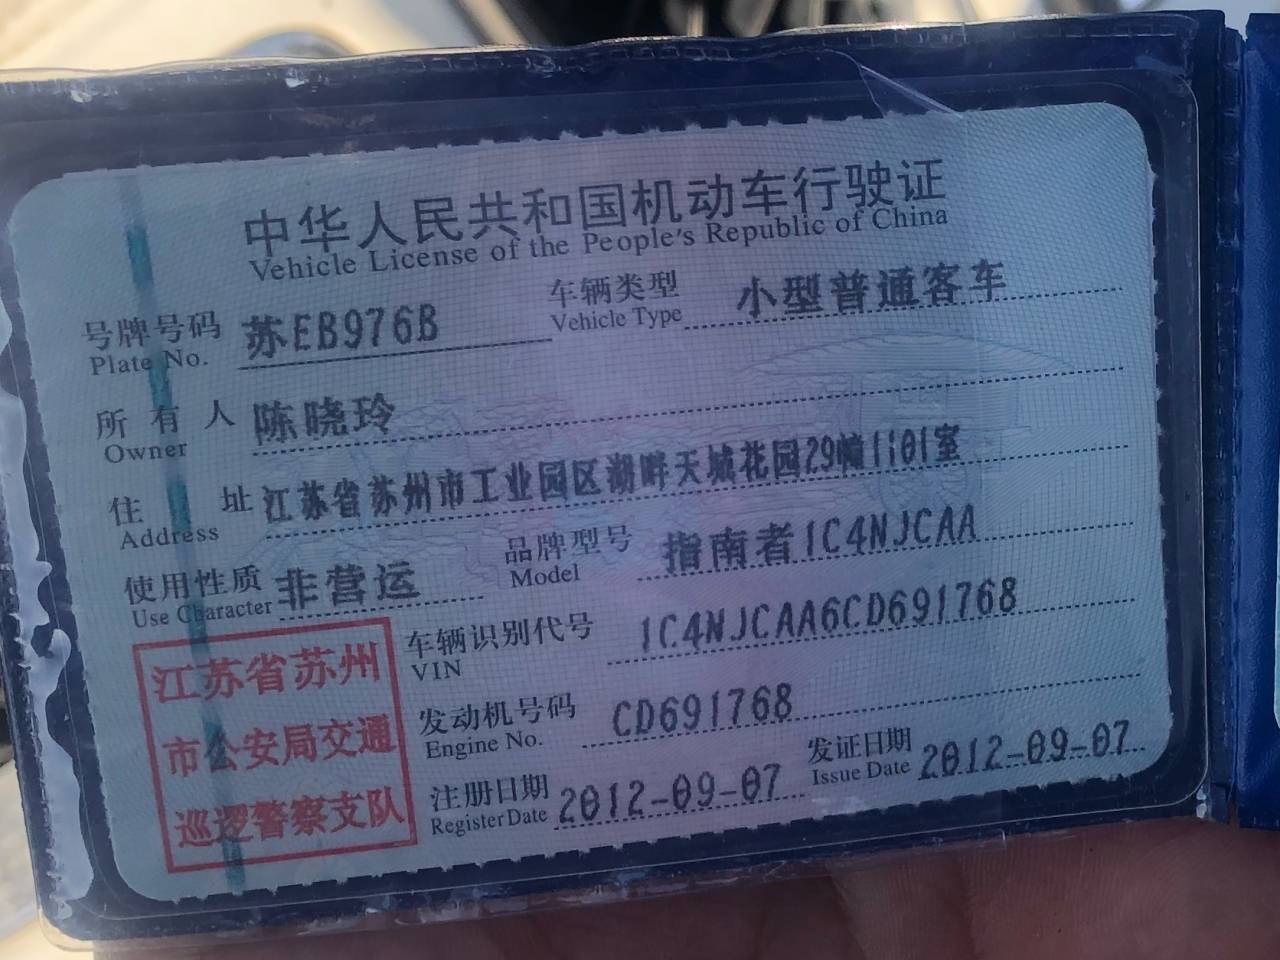 中华人民共和国机动车行驶证
Vehicle License of the People's Republic of China
号牌号码 苏EB976B 车辆类型 小型普通客车
Plate No. Vehicle Type
所有人 陈晓玲
Owner
住址 江苏省苏州市工业园区湖畔天城花园29幢1101室
Address
使用性质 非营运 品牌型号 指南者1C4NJCAA
Use Character Model
车辆识别代号 1C4NJCAA6CD691768
VIN
发动机号码 CD691768
Engine No.
注册日期 2012-09-07 发证日期 2012-09-07
Register Date Issue Date
江苏省苏州
市公安局交通
巡逻警察支队